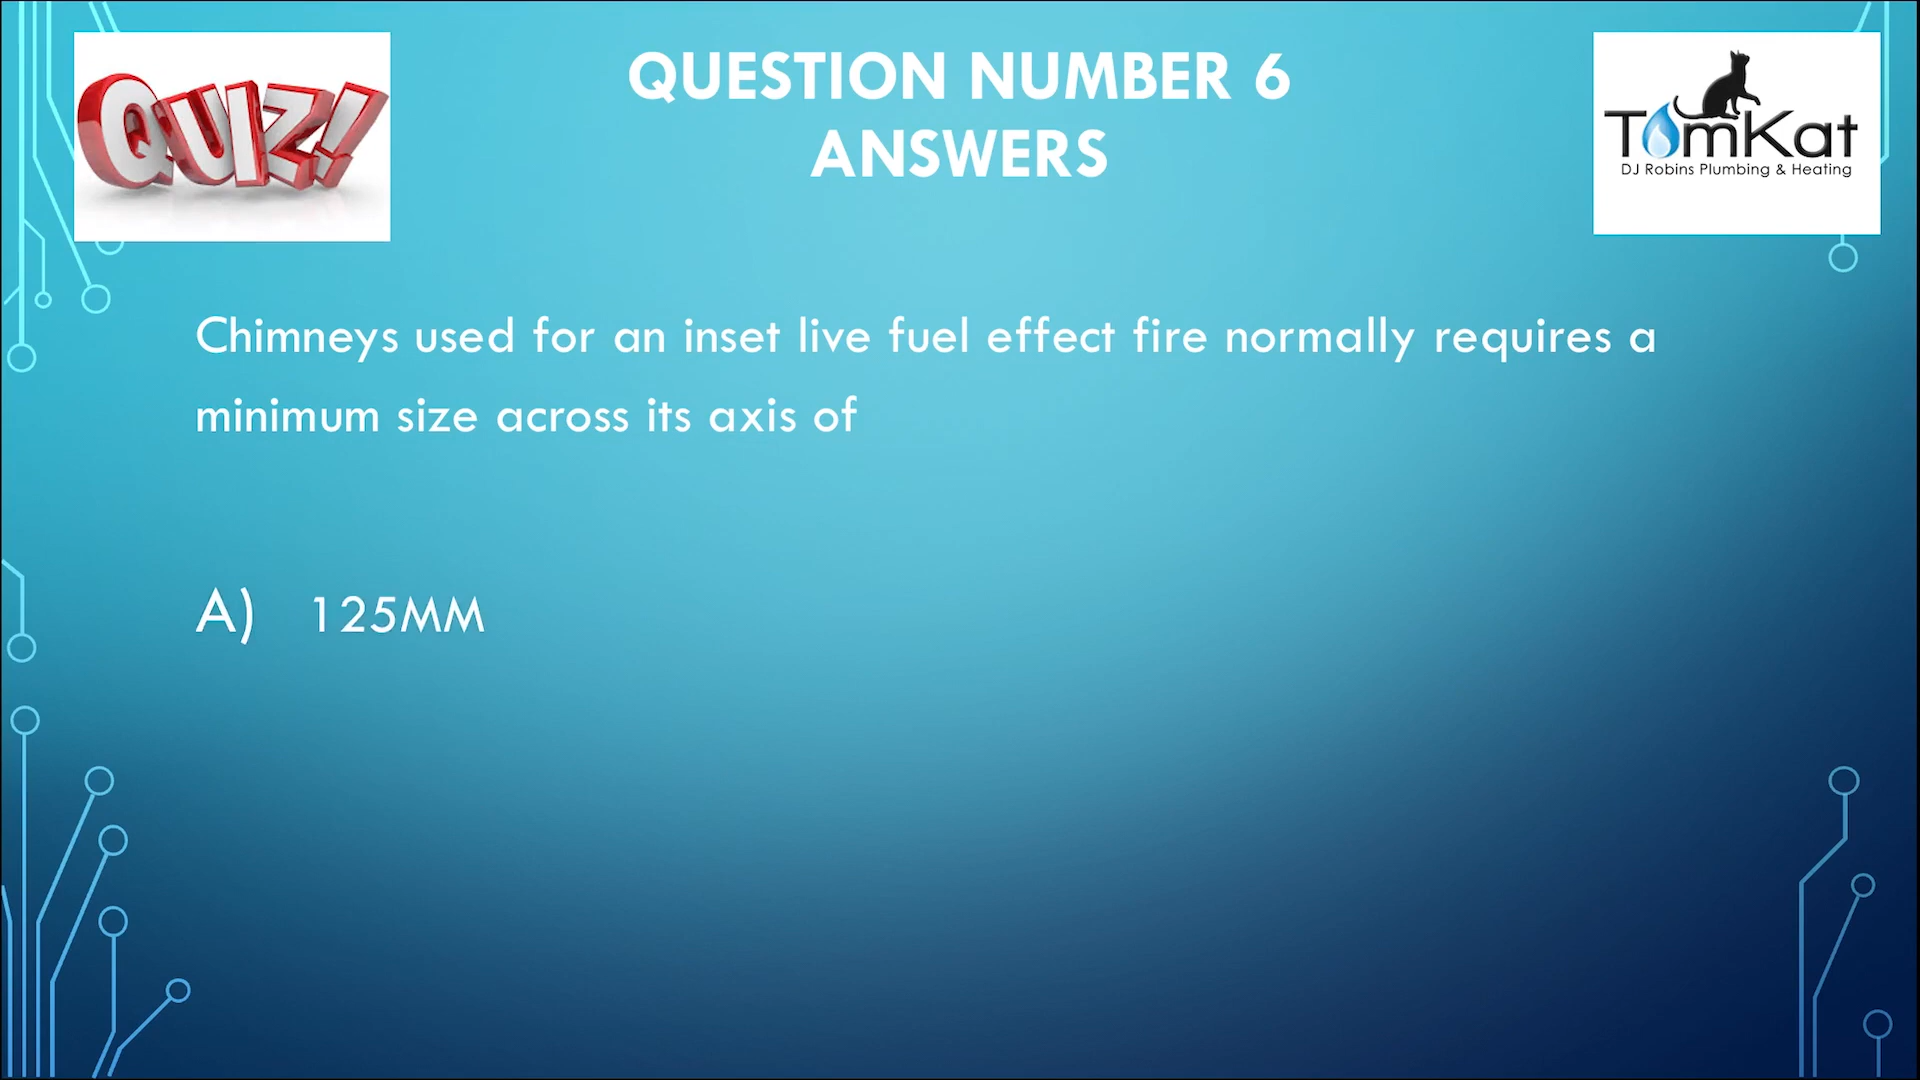 QUIZ!
QUESTION NUMBER 6
ANSWERS
TomKat
DJ Robins Plumbing & Heating
Chimneys used for an inset live fuel effect fire normally requires a
minimum size across its axis of
A) 125MM